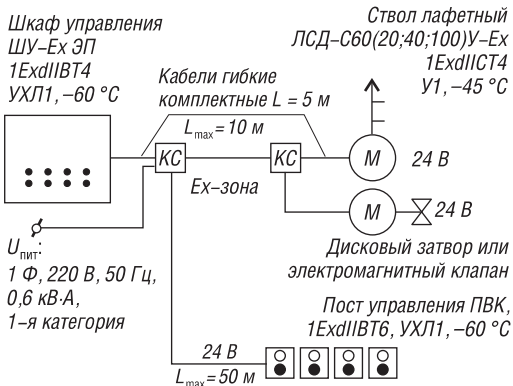 Шкаф управления
ШУ–Ex ЭП
1ExdIIBT4
УХЛ1, –60 °С
Ствол лафетный
ЛСД–С60(20;40;100)У–Ex
1ExdIICT4
У1, –45 °С
Кабели гибкие
комплектные L = 5 м
Lmax = 10 м
КС
КС
М
24 В
Ex–зона
М
24 В
Uпит:
1 Ф, 220 В, 50 Гц,
0,6 кВ·А,
1–я категория
Дисковый затвор или
электромагнитный клапан
Пост управления ПВК,
1ExdIIBT6, УХЛ1, –60 °С
24 В
Lmax = 50 м